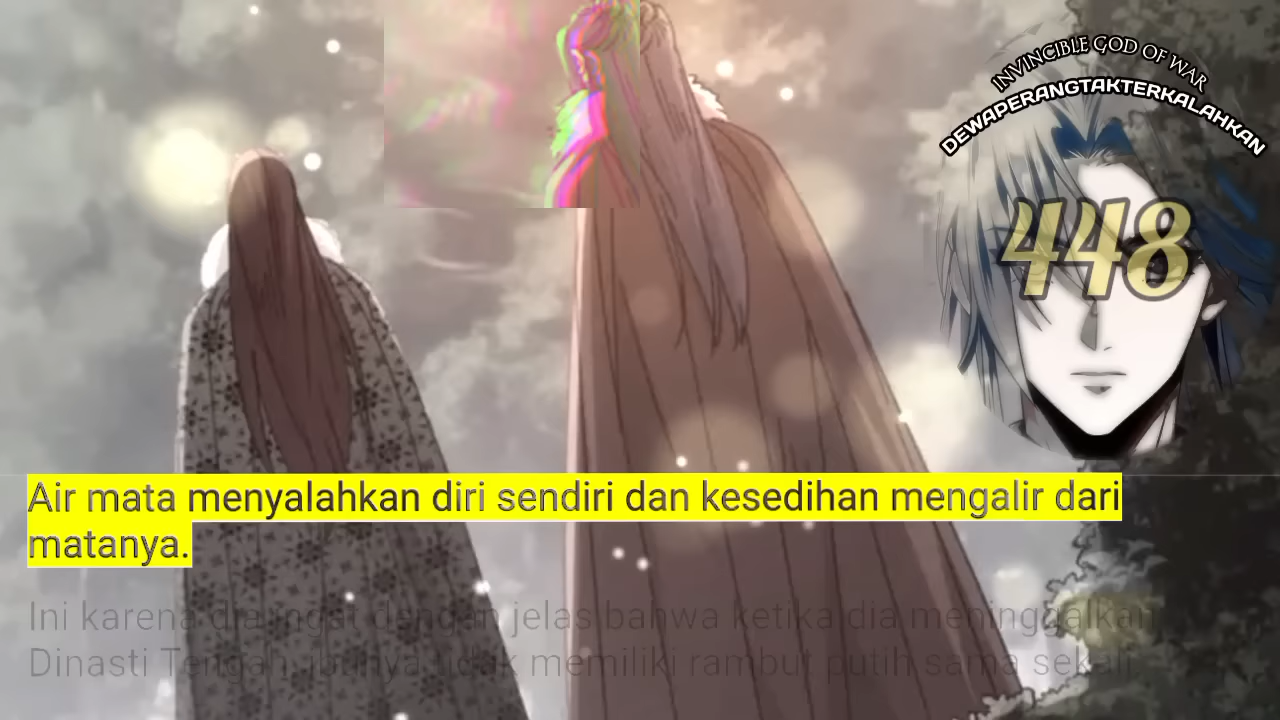 INVINCIBLE GOD OF WAR
DEWAPERANGTAKTERKALAHKAN
448
Air mata menyalahkan diri sendiri dan kesedihan mengalir dari
matanya.
Ini karena dia ingat dengan jelas bahwa ketika dia meninggalkan
Dinasti Tengah, ibunya tidak memiliki rambut putih sama sekali.